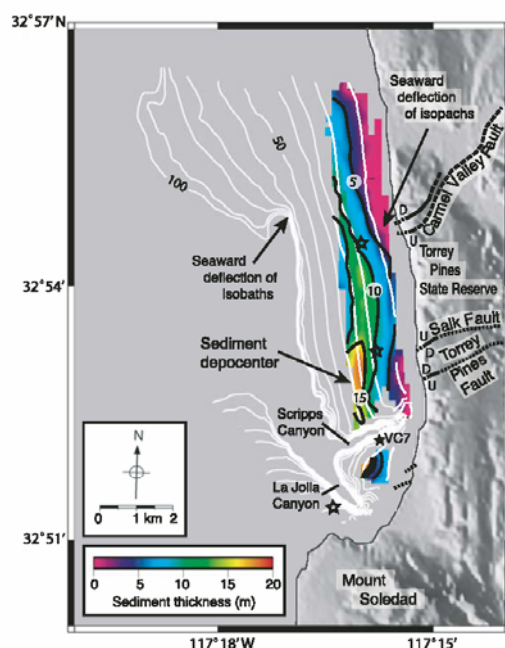 32°57'N
Seaward
deflection
of isopachs
50
100
5
Carmel Valley Fault
D
U
Seaward
deflection of
isobaths
Torrey
Pines
State Reserve
32°54'
10
Salk Fault
U
D
Torrey
Pines
Fault
D
U
Sediment
depocenter
15
Scripps
Canyon
VC7
N
La Jolla
Canyon
0 1 km 2
32°51'
0 5 10 15 20
Sediment thickness (m)
Mount
Soledad
117°18'W
117°15'